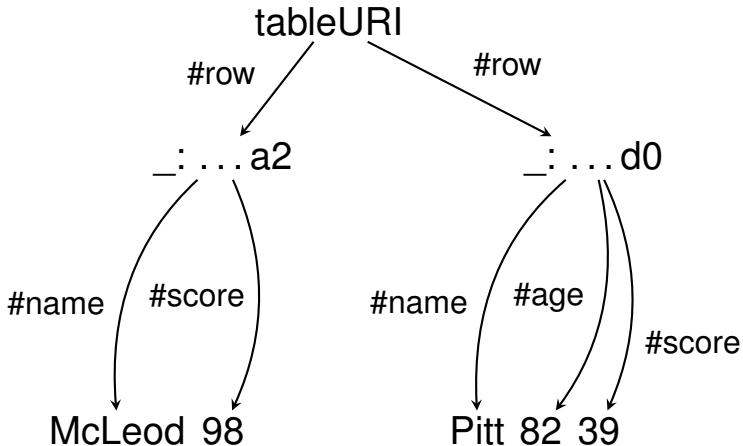 tableURI
#row #row
_: ... a2 _: ... d0
#name #score #name #age
#score
McLeod 98 Pitt 82 39